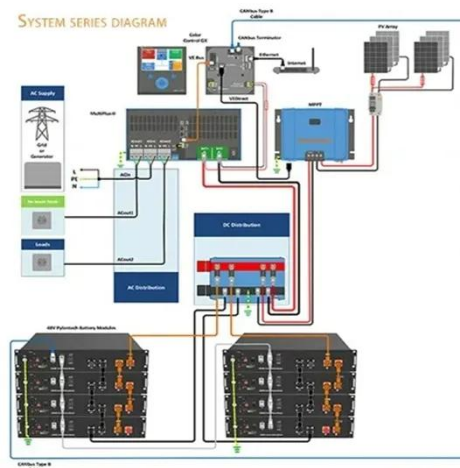 SYSTEM SERIES DIAGRAM
CANbus Type B
Cable
Color
Control GX
CANbus Terminator
PV Array
VE Bus
Ethernet
Internet
AC Supply
VE.Direct
MultiPlus-II
MPPT
Grid
or
Generator
L
PE
N
ACin
ACout1
Loads
ACout2
DC Distribution
AC Distribution
48V Pylontech Battery Modules
CANbus Type B